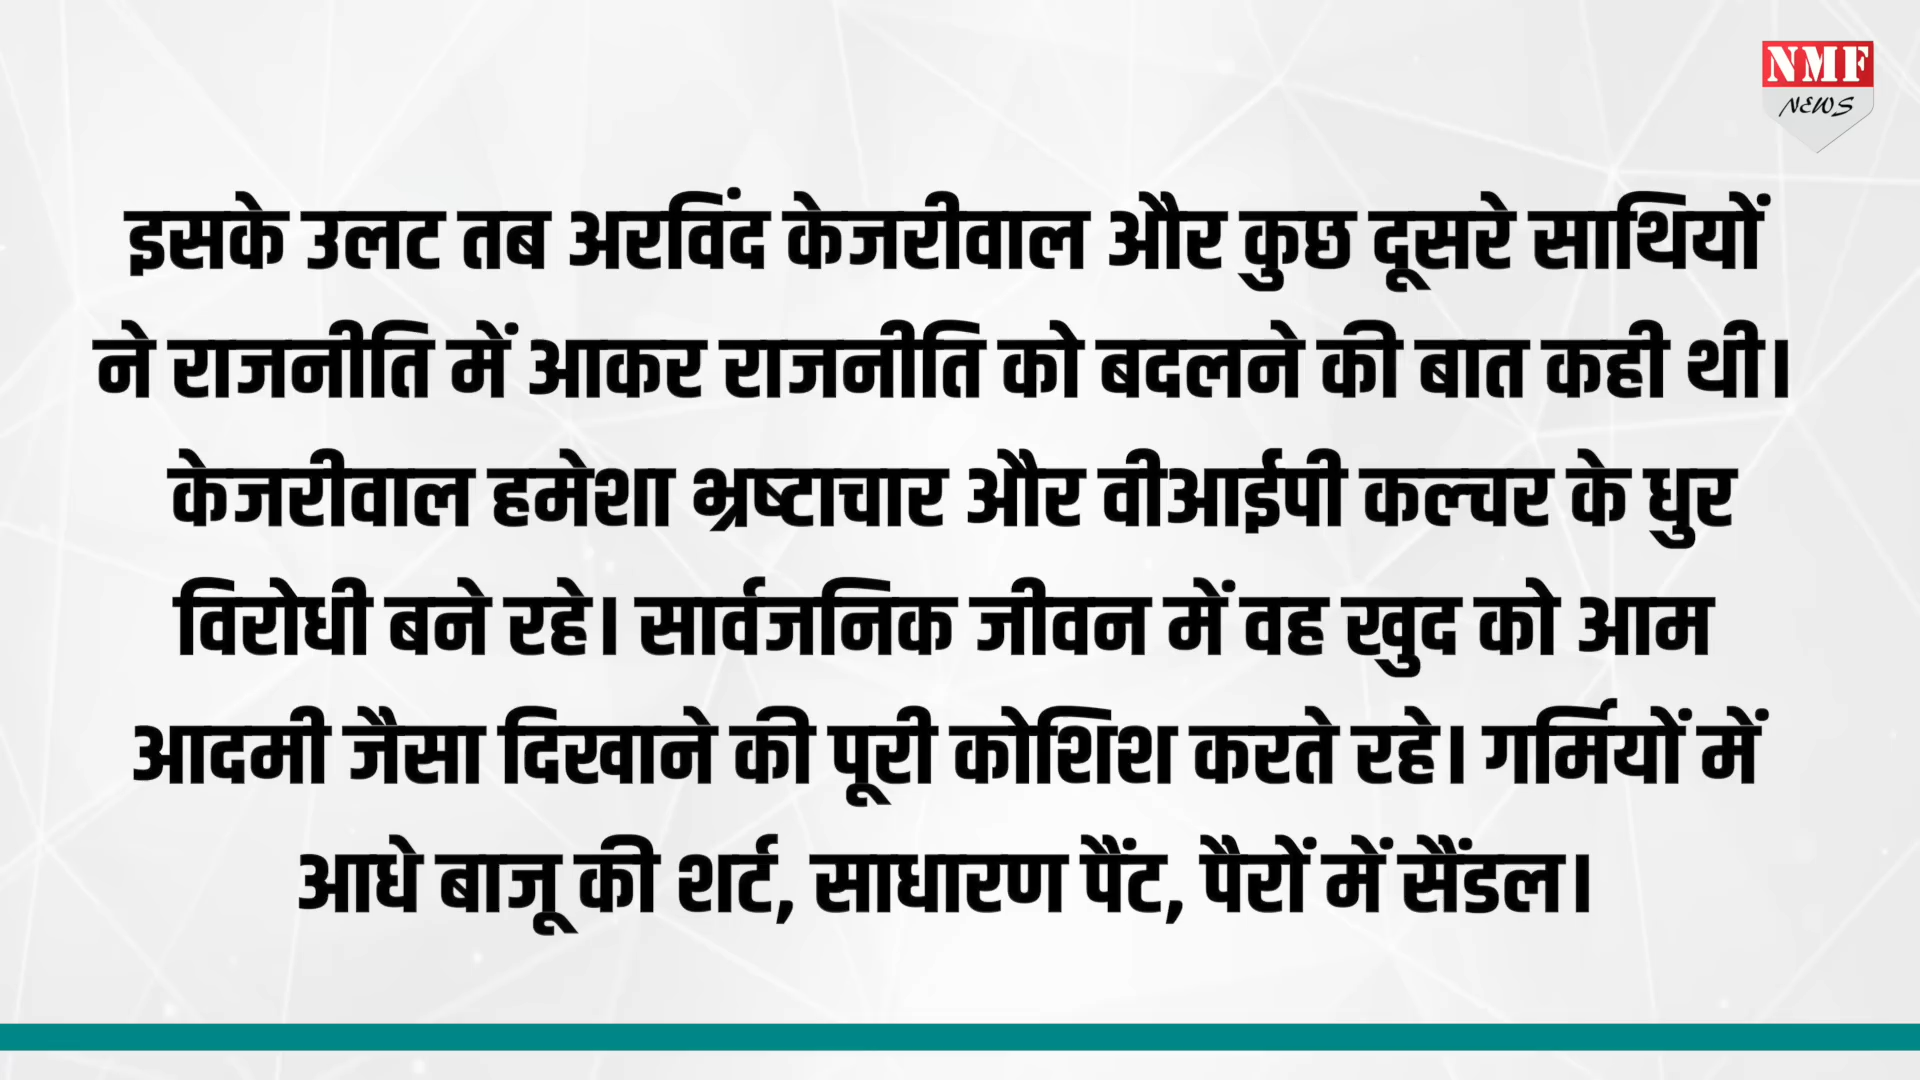 NMF
NEWS
इसके उलट तब अरविंद केजरीवाल और कुछ दूसरे साथियों
ने राजनीति में आकर राजनीति को बदलने की बात कही थी।
केजरीवाल हमेशा भ्रष्टाचार और वीआईपी कल्चर के धुर
विरोधी बने रहे। सार्वजनिक जीवन में वह खुद को आम
आदमी जैसा दिखाने की पूरी कोशिश करते रहे। गर्मियों में
आधे बाजू की शर्ट, साधारण पैंट, पैरों में सैंडल।